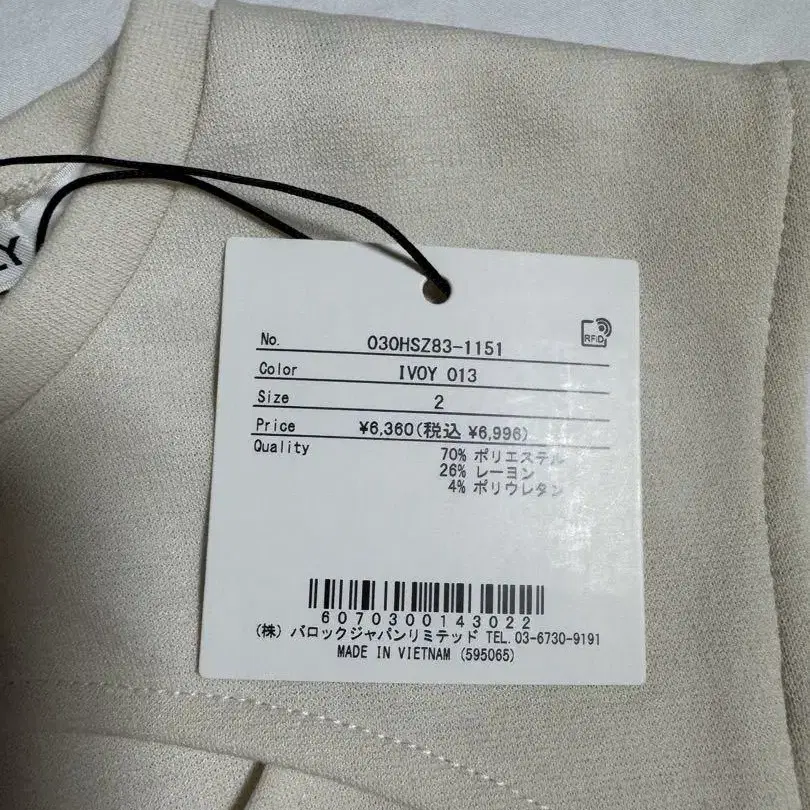 LY
RFiD
No. 030HSZ83-1151
Color IVOY 013
Size 2
Price ¥6,360(税込 ¥6,996)
Quality 70% ポリエステル
26% レーヨン
4% ポリウレタン
6070300143022
(株) バロックジャパンリミテッド TEL.03-6730-9191
MADE IN VIETNAM (595065)